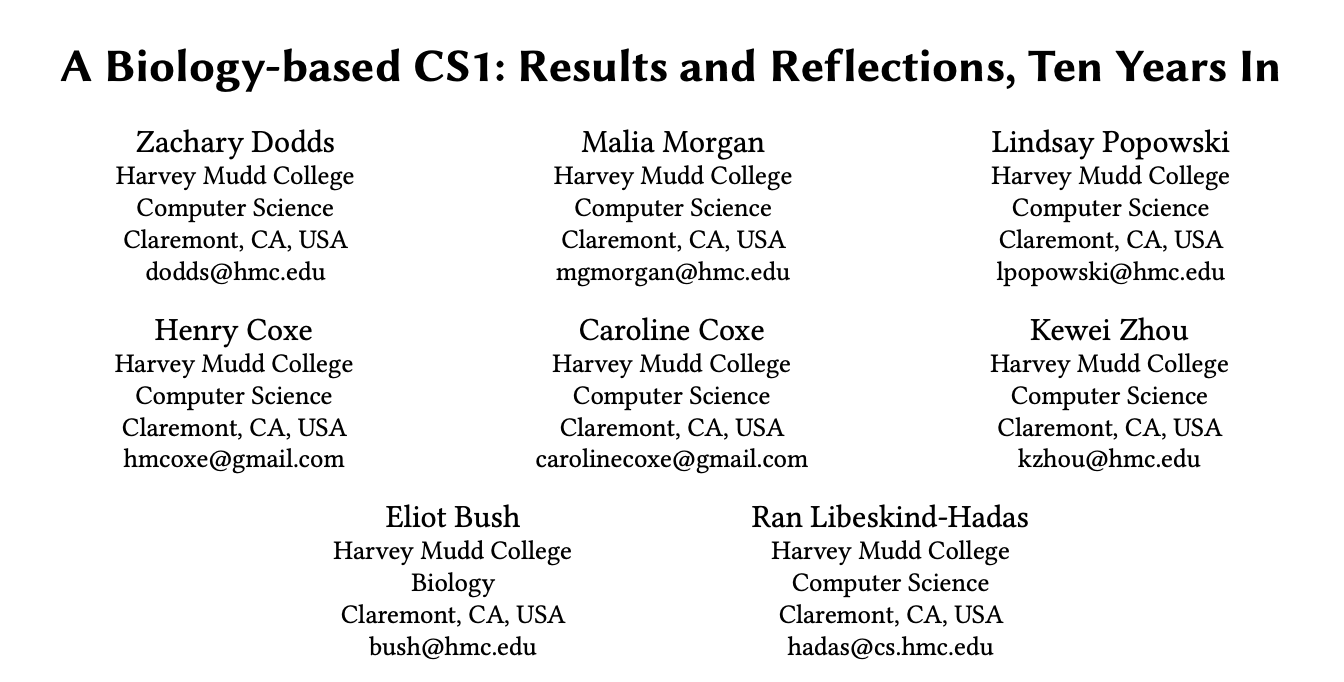 A Biology-based CS1: Results and Reflections, Ten Years In
Zachary Dodds
Harvey Mudd College
Computer Science
Claremont, CA, USA
dodds@hmc.edu
Malia Morgan
Harvey Mudd College
Computer Science
Claremont, CA, USA
mgmorgan@hmc.edu
Lindsay Popowski
Harvey Mudd College
Computer Science
Claremont, CA, USA
lpopowski@hmc.edu
Henry Coxe
Harvey Mudd College
Computer Science
Claremont, CA, USA
hmcoxe@gmail.com
Caroline Coxe
Harvey Mudd College
Computer Science
Claremont, CA, USA
carolinecoxe@gmail.com
Kewei Zhou
Harvey Mudd College
Computer Science
Claremont, CA, USA
kzhou@hmc.edu
Eliot Bush
Harvey Mudd College
Biology
Claremont, CA, USA
bush@hmc.edu
Ran Libeskind-Hadas
Harvey Mudd College
Computer Science
Claremont, CA, USA
hadas@cs.hmc.edu